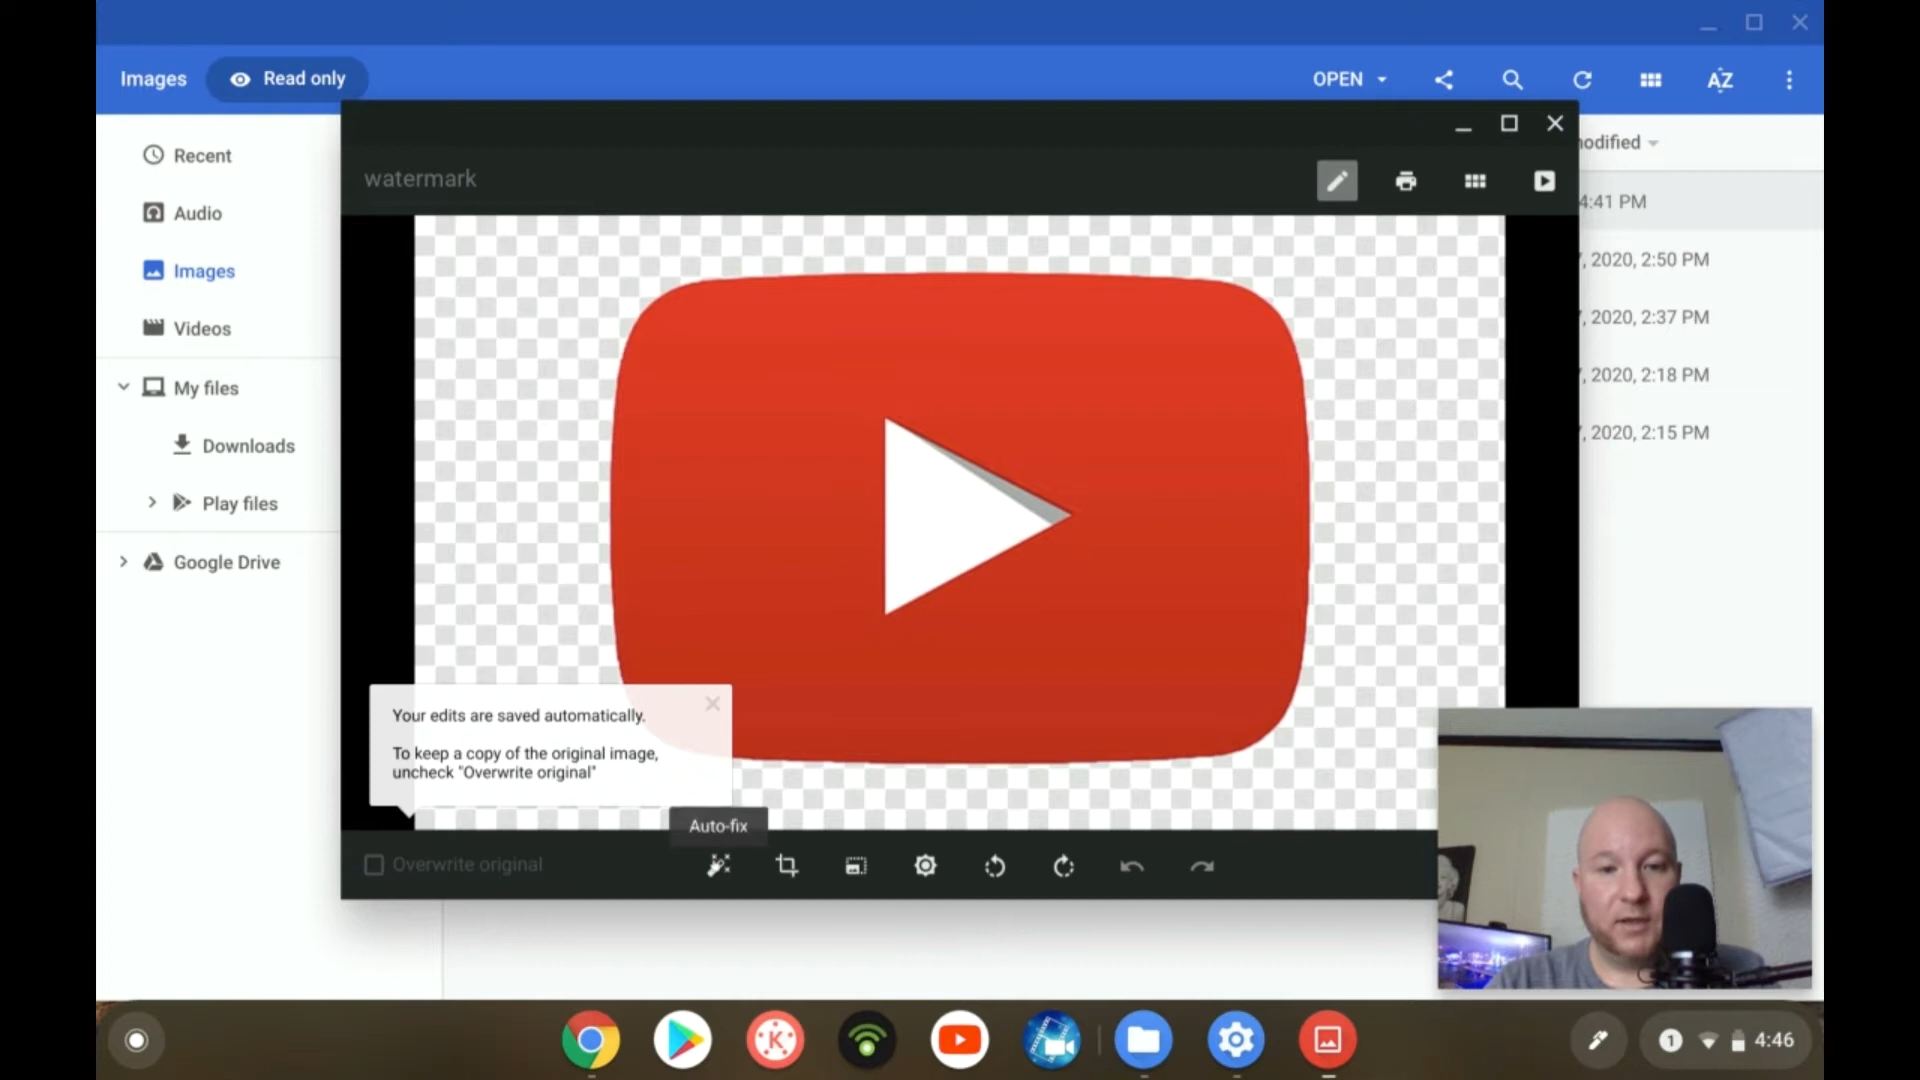 Images
Read only
OPEN
AZ
Recent
Audio
Images
Videos
My files
Downloads
Play files
Google Drive
watermark
4:41 PM
, 2020, 2:50 PM
, 2020, 2:37 PM
, 2020, 2:18 PM
, 2020, 2:15 PM
Your edits are saved automatically.
To keep a copy of the original image,
uncheck "Overwrite original"
Auto-fix
Overwrite original
K
1
4:46